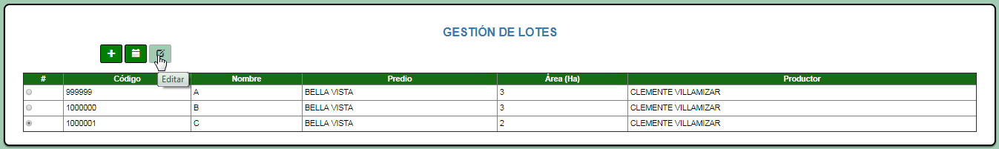 GESTIÓN DE LOTES
Editar
# Código Nombre Predio Área (Ha) Productor
999999 A BELLA VISTA 3 CLEMENTE VILLAMIZAR
1000000 B BELLA VISTA 3 CLEMENTE VILLAMIZAR
1000001 C BELLA VISTA 2 CLEMENTE VILLAMIZAR